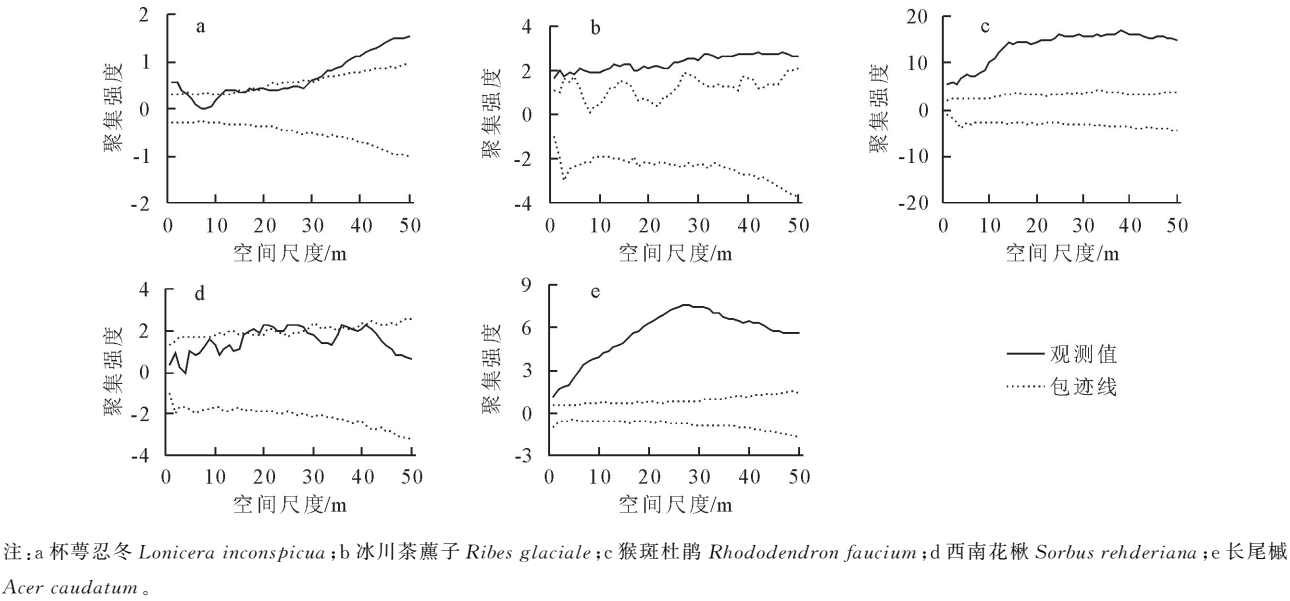 a
聚集强度
2
1
0
-1
-2
0 10 20 30 40 50
空间尺度/m
b
聚集强度
4
2
0
-2
-4
0 10 20 30 40 50
空间尺度/m
c
聚集强度
20
10
0
-10
-20
0 10 20 30 40 50
空间尺度/m
d
聚集强度
4
2
0
-2
-4
0 10 20 30 40 50
空间尺度/m
e
聚集强度
9
6
3
0
-3
0 10 20 30 40 50
空间尺度/m
观测值
包迹线
注:a 杯萼忍冬 Lonicera inconspicua;b 冰川茶藨子 Ribes glaciale;c 猴斑杜鹃 Rhododendron faucium;d 西南花楸 Sorbus rehderiana;e 长尾槭
Acer caudatum。